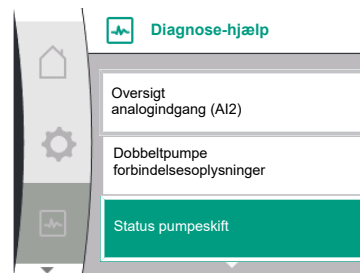 Diagnose-hjælp
Oversigt
analogindgang (AI2)
Dobbeltpumpe
forbindelsesoplysninger
Status pumpeskift